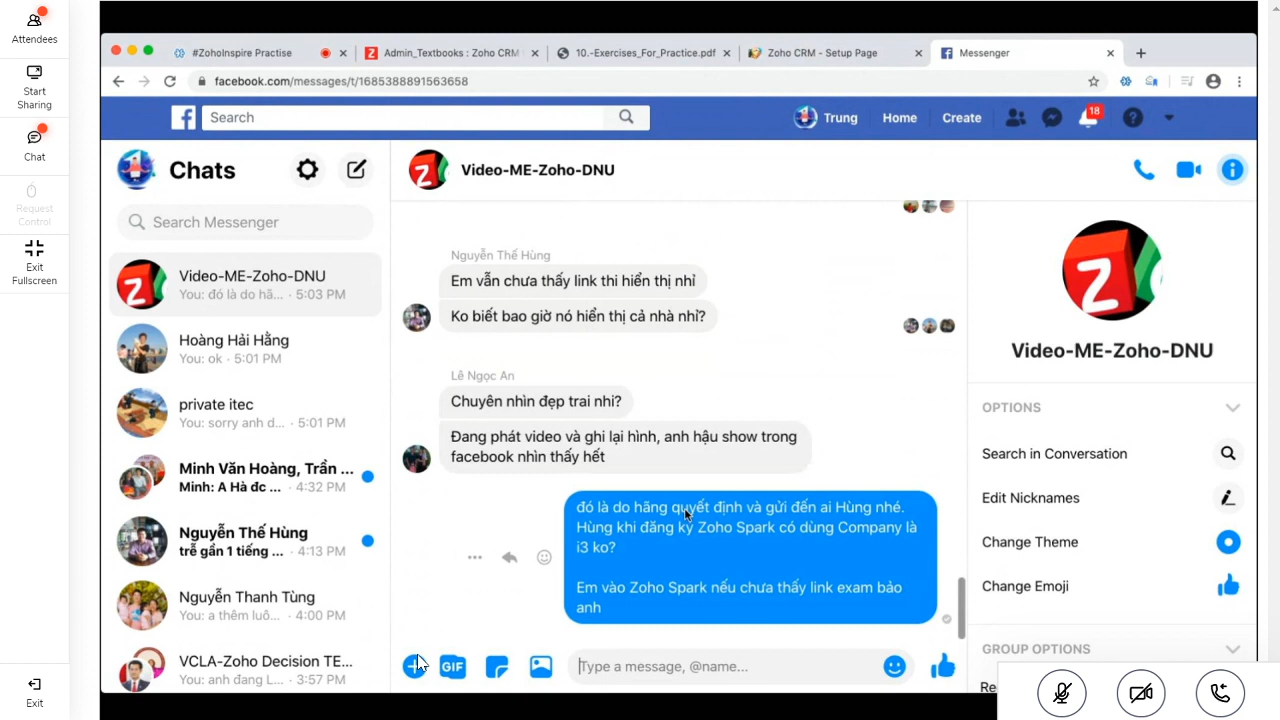 Attendees
Start
Sharing
Chat
Request
Control
Exit
Fullscreen
Exit
#ZohoInspire Practise
Admin_Textbooks : Zoho CRM
10.-Exercises_For_Practice.pdf
Zoho CRM - Setup Page
Messenger
facebook.com/messages/t/1685388891563658
Search
Trung
Home
Create
18
Chats
Search Messenger
Video-ME-Zoho-DNU
You: đó là do hã... · 5:03 PM
Hoàng Hải Hằng
You: ok · 5:01 PM
private itec
You: sorry anh d... · 5:01 PM
Minh Văn Hoàng, Trần ...
Minh: A Hà đc ... · 4:32 PM
Nguyễn Thế Hùng
trễ gần 1 tiếng ... · 4:13 PM
Nguyễn Thanh Tùng
You: a thêm luô... · 4:00 PM
VCLA-Zoho Decision TE...
You: anh đang L... · 3:57 PM
Video-ME-Zoho-DNU
Nguyễn Thế Hùng
Em vẫn chưa thấy link thi hiển thị nhỉ
Ko biết bao giờ nó hiển thị cả nhà nhỉ?
Lê Ngọc An
Chuyên nhìn đẹp trai nhi?
Đang phát video và ghi lại hình, anh hậu show trong
facebook nhìn thấy hết
đó là do hãng quyết định và gửi đến ai Hùng nhé.
Hùng khi đăng ký Zoho Spark có dùng Company là
i3 ko?
Em vào Zoho Spark nếu chưa thấy link exam bảo
anh
GIF
Type a message, @name...
Video-ME-Zoho-DNU
OPTIONS
Search in Conversation
Edit Nicknames
Change Theme
Change Emoji
GROUP OPTIONS